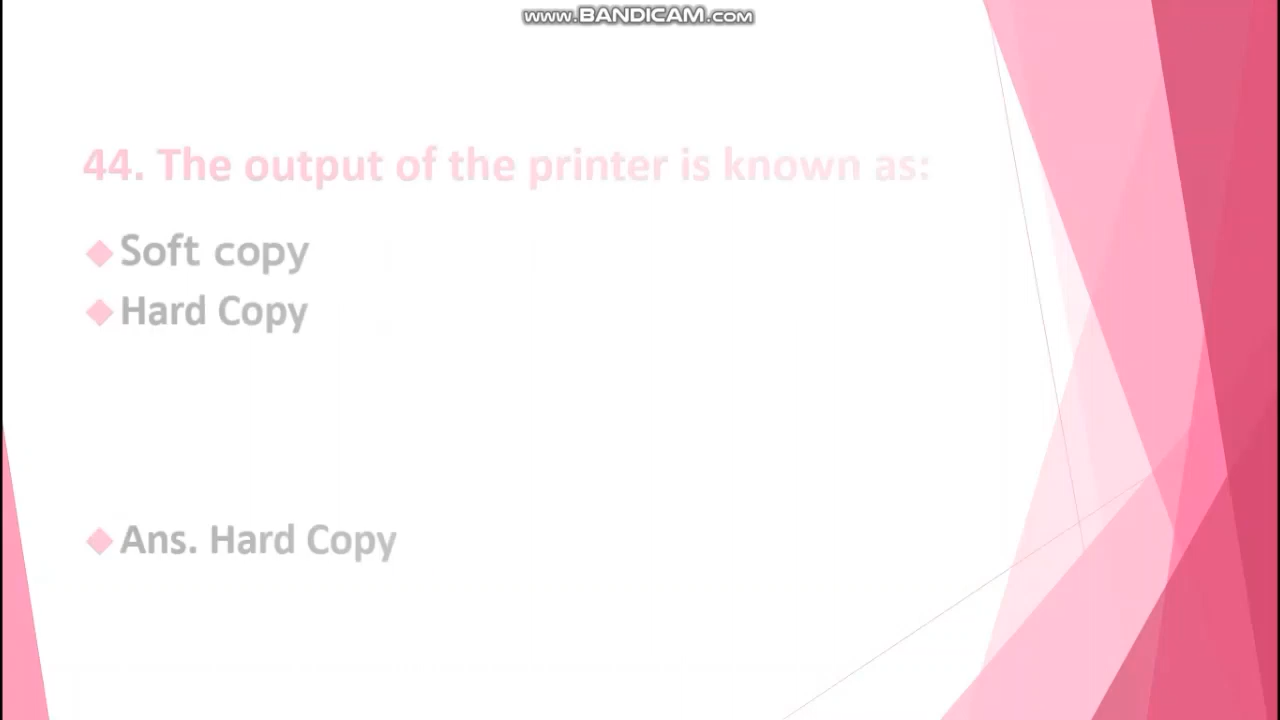 www.BANDICAM.com
44. The output of the printer is known as:
Soft copy
Hard Copy
Ans. Hard Copy